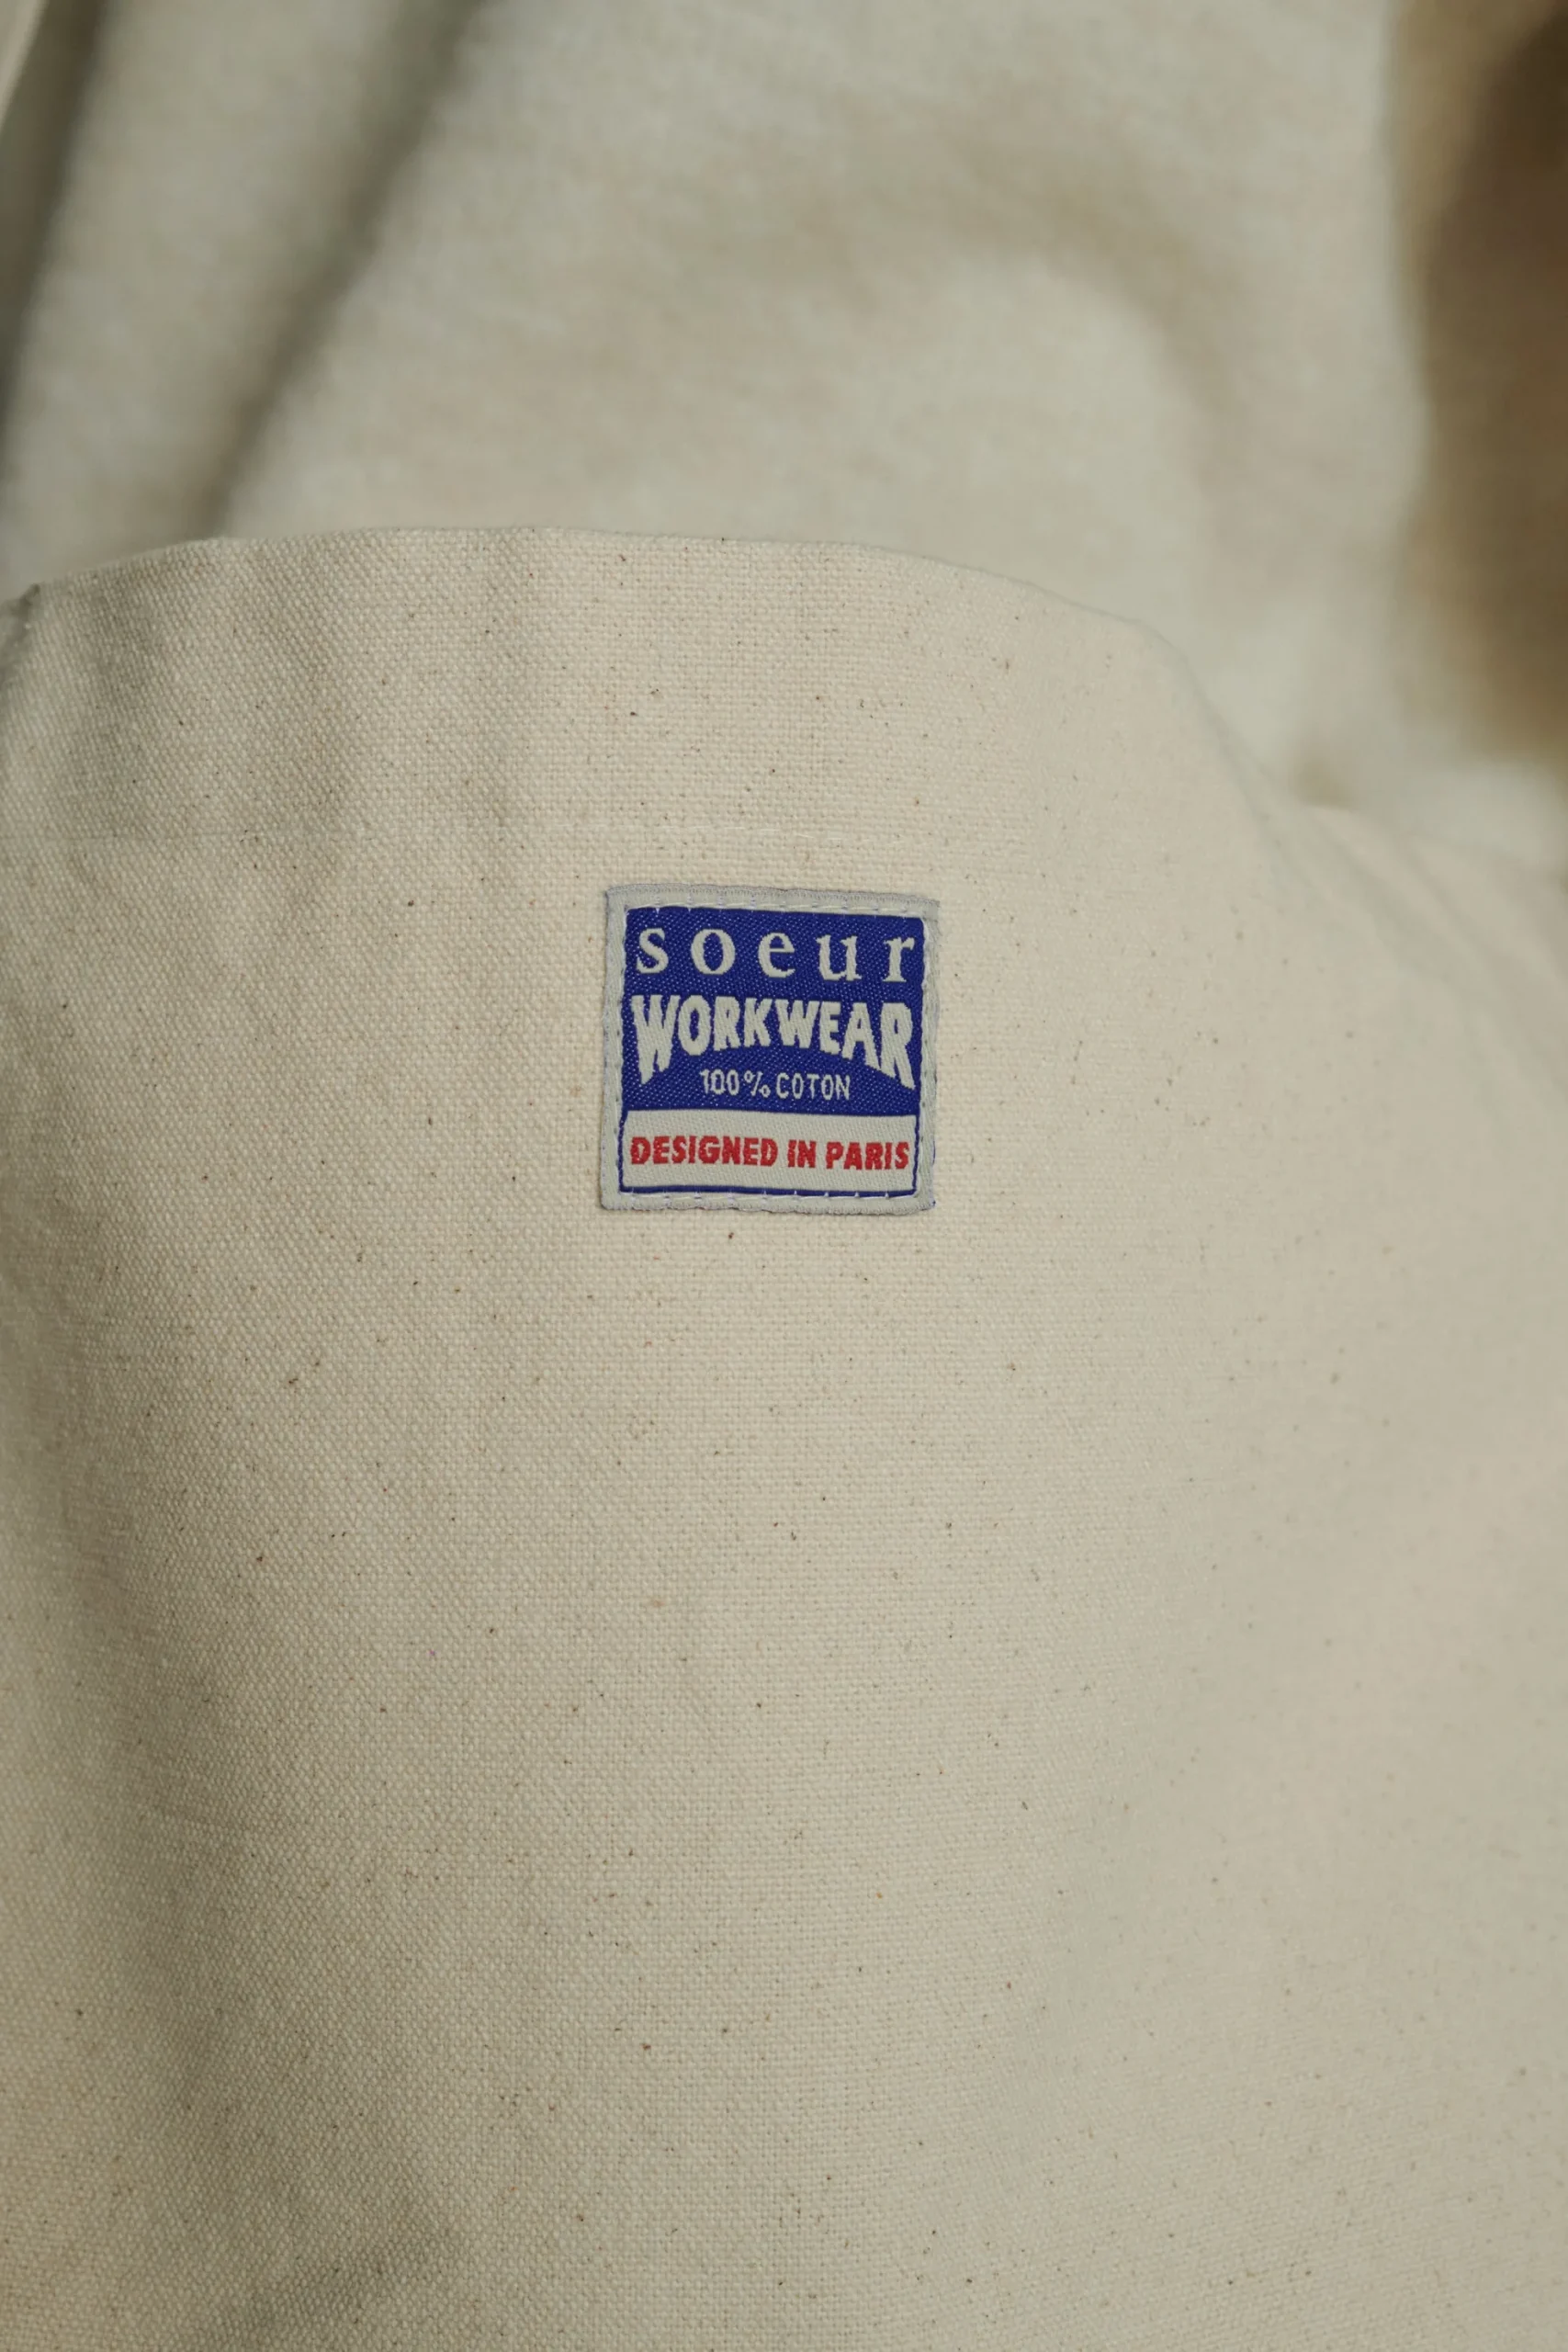 soeur
WORKWEAR
100% COTON
DESIGNED IN PARIS